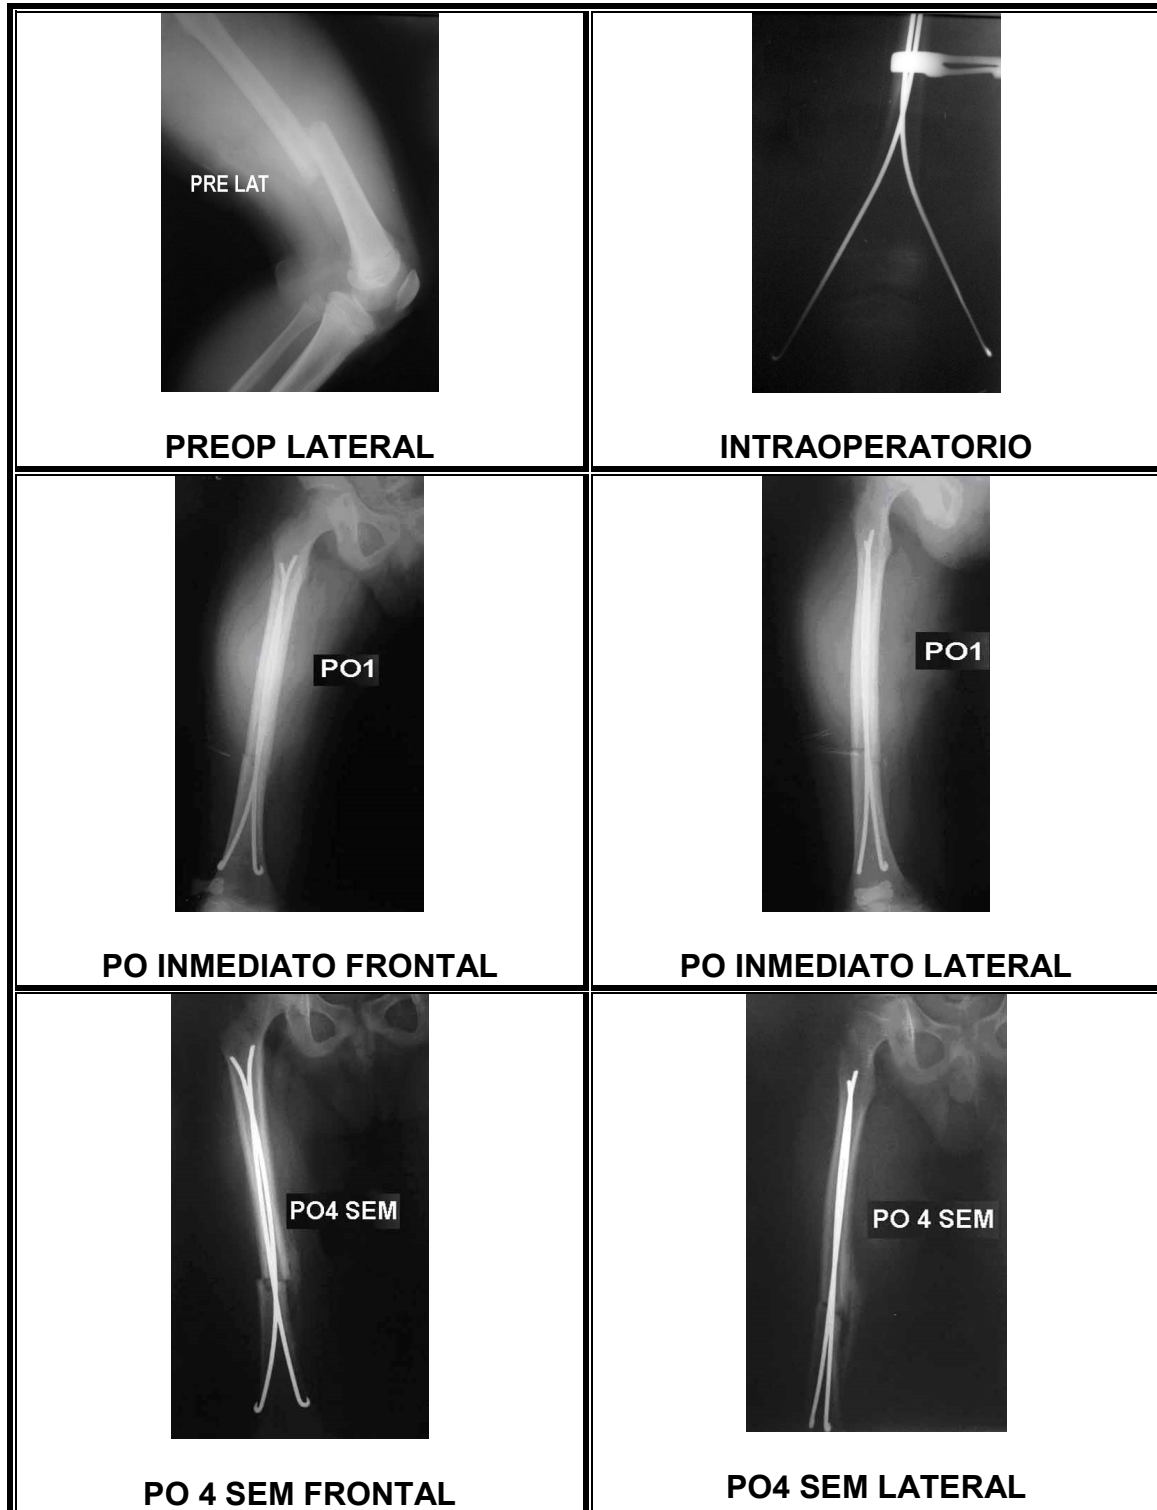 PRE LAT
PREOP LATERAL
INTRAOPERATORIO
PO1
PO INMEDIATO FRONTAL
PO1
PO INMEDIATO LATERAL
PO4 SEM
PO 4 SEM FRONTAL
PO 4 SEM
PO4 SEM LATERAL